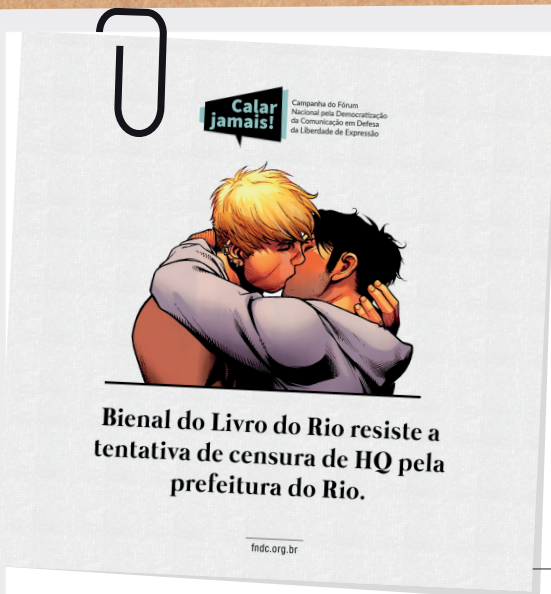 Calar
jamais!
Campanha do Fórum
Nacional pela Democratização
da Comunicação em Defesa
da Liberdade de Expressão
Bienal do Livro do Rio resiste a
tentativa de censura de HQ pela
prefeitura do Rio.
fndc.org.br